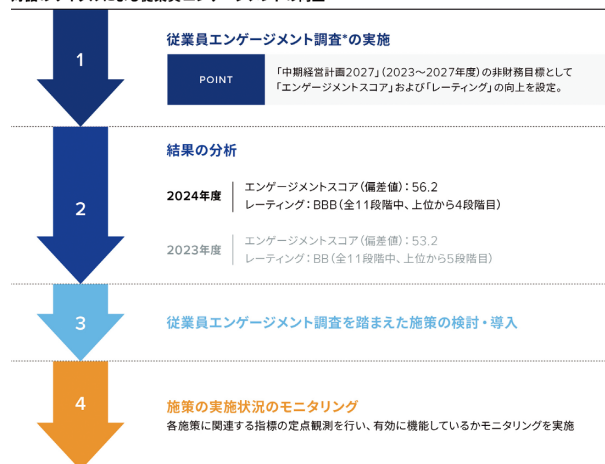 1
従業員エンゲージメント調査*の実施
POINT
「中期経営計画2027」(2023〜2027年度)の非財務目標として
「エンゲージメントスコア」および「レーティング」の向上を設定。
2
結果の分析
2024年度
エンゲージメントスコア(偏差値):56.2
レーティング:BBB(全11段階中、上位から4段階目)
2023年度
エンゲージメントスコア(偏差値):53.2
レーティング:BB(全11段階中、上位から5段階目)
3
従業員エンゲージメント調査を踏まえた施策の検討・導入
4
施策の実施状況のモニタリング
各施策に関連する指標の定点観測を行い、有効に機能しているかモニタリングを実施